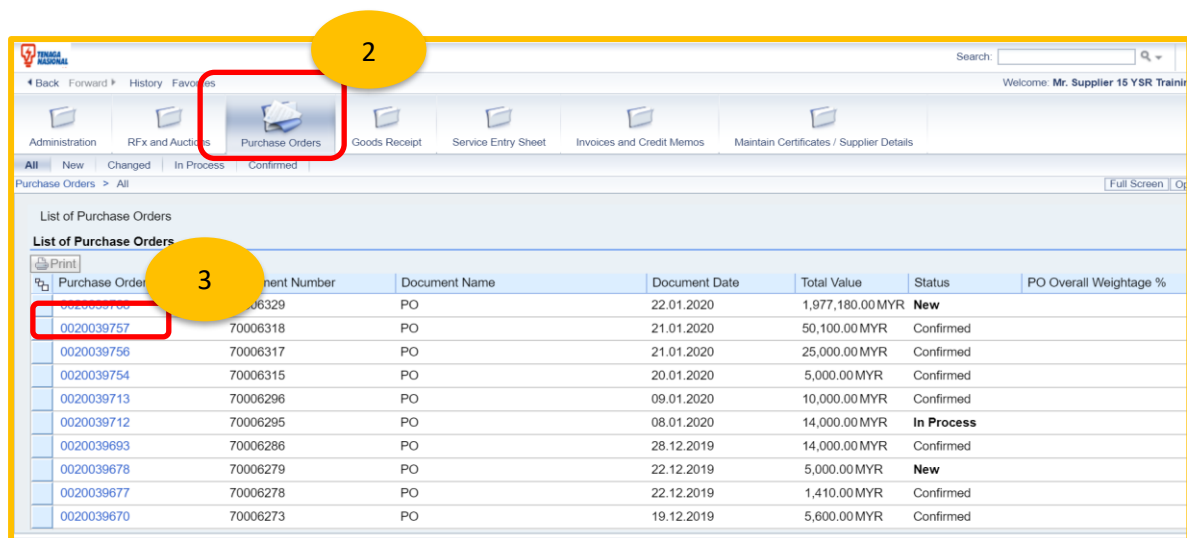 2
TENAGA NASIONAL
Search:
Back Forward History Favorites
Welcome: Mr. Supplier 15 YSR
Administration RFx and Auctions Purchase Orders Goods Receipt Service Entry Sheet Invoices and Credit Memos Maintain Certificates / Supplier Details
All New Changed In Process Confirmed
Purchase Orders > All
Full Screen
List of Purchase Orders
List of Purchase Orders
Print
3
Purchase Order Number Document Name Document Date Total Value Status PO Overall Weightage %
PO 22.01.2020 1,977,180.00 MYR New
0020039757 70006318 PO 21.01.2020 50,100.00 MYR Confirmed
0020039756 70006317 PO 21.01.2020 25,000.00 MYR Confirmed
0020039754 70006315 PO 20.01.2020 5,000.00 MYR Confirmed
0020039713 70006296 PO 09.01.2020 10,000.00 MYR Confirmed
0020039712 70006295 PO 08.01.2020 14,000.00 MYR In Process
0020039693 70006286 PO 28.12.2019 14,000.00 MYR Confirmed
0020039678 70006279 PO 22.12.2019 5,000.00 MYR New
0020039677 70006278 PO 22.12.2019 1,410.00 MYR Confirmed
0020039670 70006273 PO 19.12.2019 5,600.00 MYR Confirmed